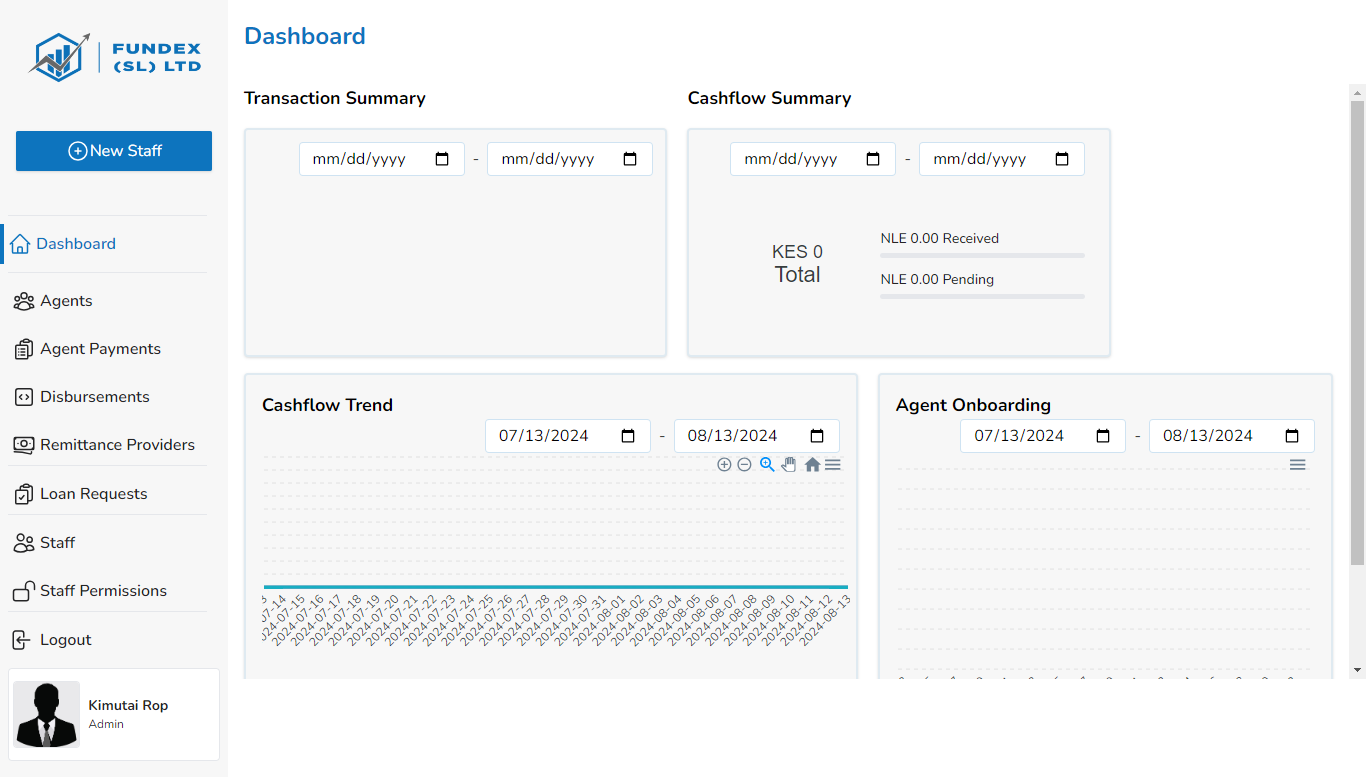 FUNDEX
(SL) LTD
New Staff
Dashboard
Agents
Agent Payments
Disbursements
Remittance Providers
Loan Requests
Staff
Staff Permissions
Logout
Kimutai Rop
Admin
Dashboard
Transaction Summary
mm/dd/yyyy - mm/dd/yyyy
Cashflow Summary
mm/dd/yyyy - mm/dd/yyyy
KES 0
Total
NLE 0.00 Received
NLE 0.00 Pending
Cashflow Trend
07/13/2024 - 08/13/2024
07-14
2024-07-15
2024-07-16
2024-07-17
2024-07-18
2024-07-19
2024-07-20
2024-07-21
2024-07-22
2024-07-23
2024-07-24
2024-07-25
2024-07-26
2024-07-27
2024-07-28
2024-07-29
2024-07-30
2024-07-31
2024-08-01
2024-08-02
2024-08-03
2024-08-04
2024-08-05
2024-08-06
2024-08-07
2024-08-08
2024-08-09
2024-08-10
2024-08-11
2024-08-12
2024-08-13
Agent Onboarding
07/13/2024 - 08/13/2024